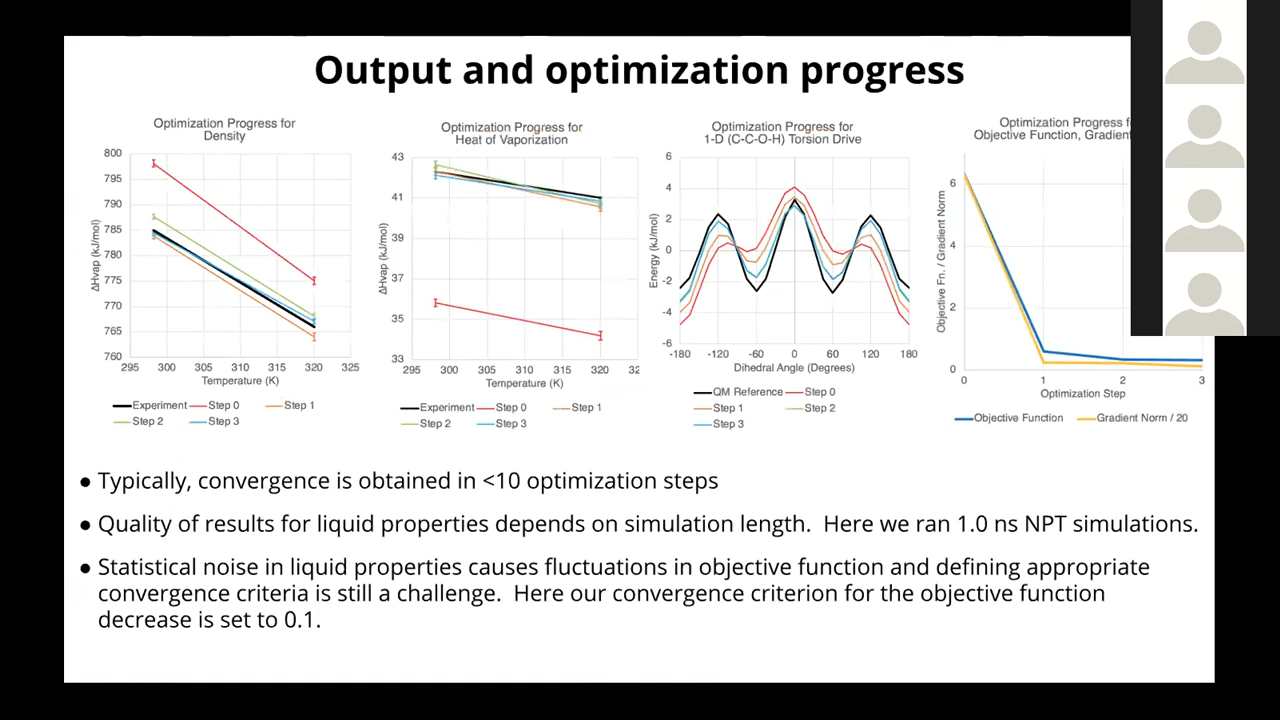 Output and optimization progress
Optimization Progress for
Density
800
795
790
785
780
775
770
765
760
ΔHvap (kJ/mol)
295
300
305
310
315
320
325
Temperature (K)
Experiment
Step 0
Step 1
Step 2
Step 3
Optimization Progress for
Heat of Vaporization
43
41
39
37
35
33
ΔHvap (kJ/mol)
295
300
305
310
315
320
32
Temperature (K)
Experiment
Step 0
Step 1
Step 2
Step 3
Optimization Progress for
1-D (C-C-O-H) Torsion Drive
6
4
2
0
-2
-4
-6
Energy (kJ/mol)
-180
-120
-60
0
60
120
180
Dihedral Angle (Degrees)
QM Reference
Step 0
Step 1
Step 2
Step 3
Optimization Progress f
Objective Function, Gradient
6
4
2
0
Objective Fn. / Gradient Norm
0
1
2
3
Optimization Step
Objective Function
Gradient Norm / 20
● Typically, convergence is obtained in <10 optimization steps
● Quality of results for liquid properties depends on simulation length. Here we ran 1.0 ns NPT simulations.
● Statistical noise in liquid properties causes fluctuations in objective function and defining appropriate
convergence criteria is still a challenge. Here our convergence criterion for the objective function
decrease is set to 0.1.